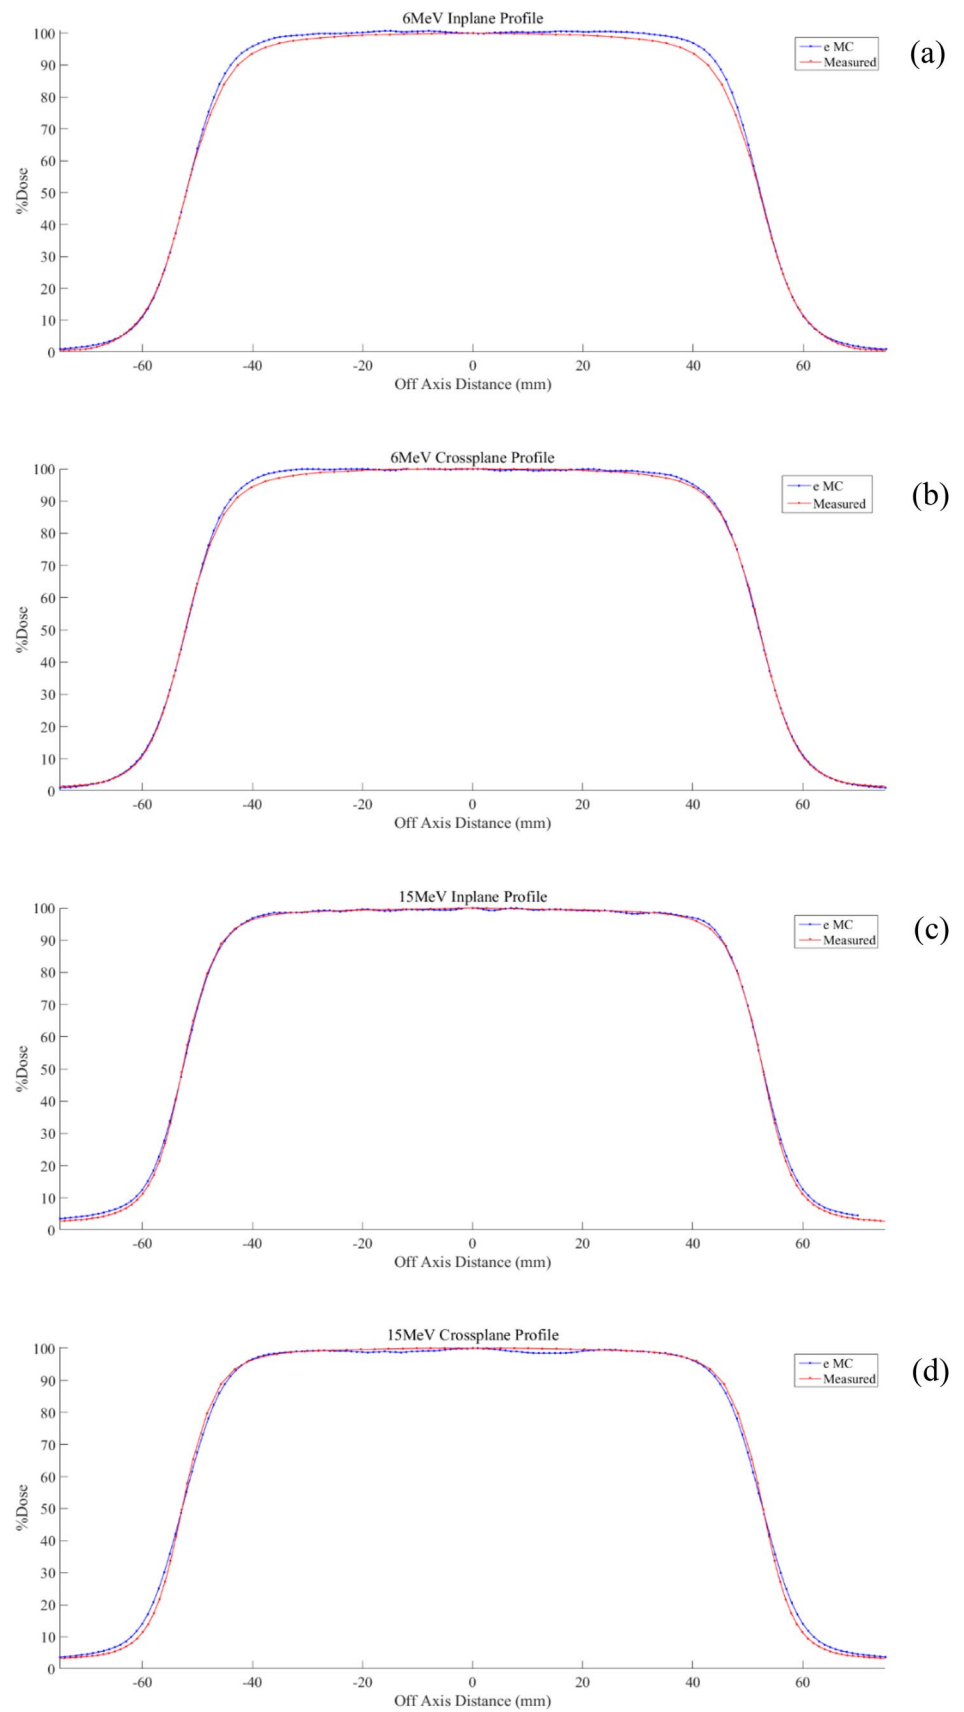 6MeV Inplane Profile
(a)
e MC
Measured
100
90
80
70
60
50
40
30
20
10
0
%Dose
-60 -40 -20 0 20 40 60
Off Axis Distance (mm)
6MeV Crossplane Profile
(b)
e MC
Measured
100
90
80
70
60
50
40
30
20
10
0
%Dose
-60 -40 -20 0 20 40 60
Off Axis Distance (mm)
15MeV Inplane Profile
(c)
e MC
Measured
100
90
80
70
60
50
40
30
20
10
0
%Dose
-60 -40 -20 0 20 40 60
Off Axis Distance (mm)
15MeV Crossplane Profile
(d)
e MC
Measured
100
90
80
70
60
50
40
30
20
10
0
%Dose
-60 -40 -20 0 20 40 60
Off Axis Distance (mm)